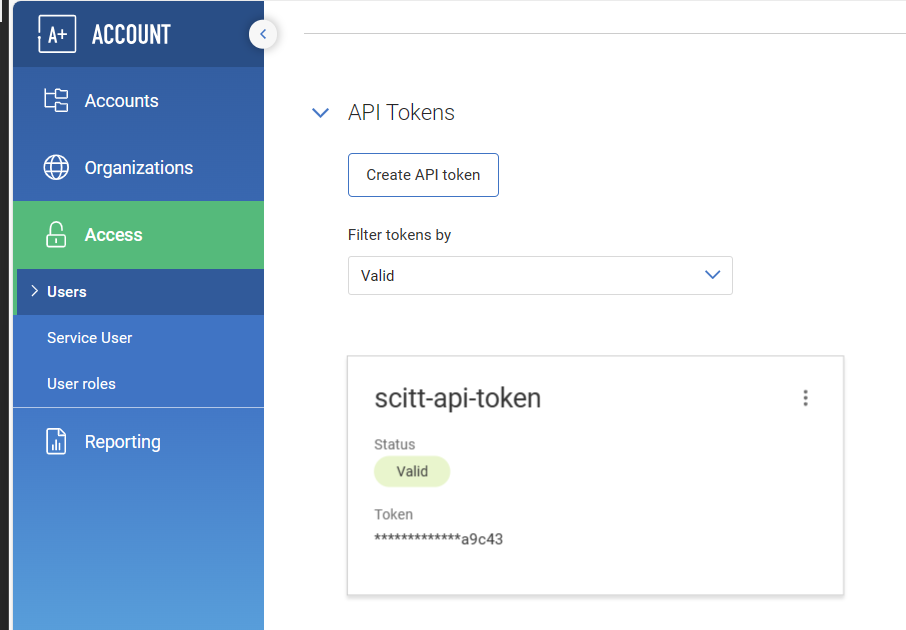 A+ ACCOUNT
Accounts
Organizations
Access
Users
Service User
User roles
Reporting
API Tokens
Create API token
Filter tokens by
Valid
scitt-api-token
Status
Valid
Token
*************a9c43